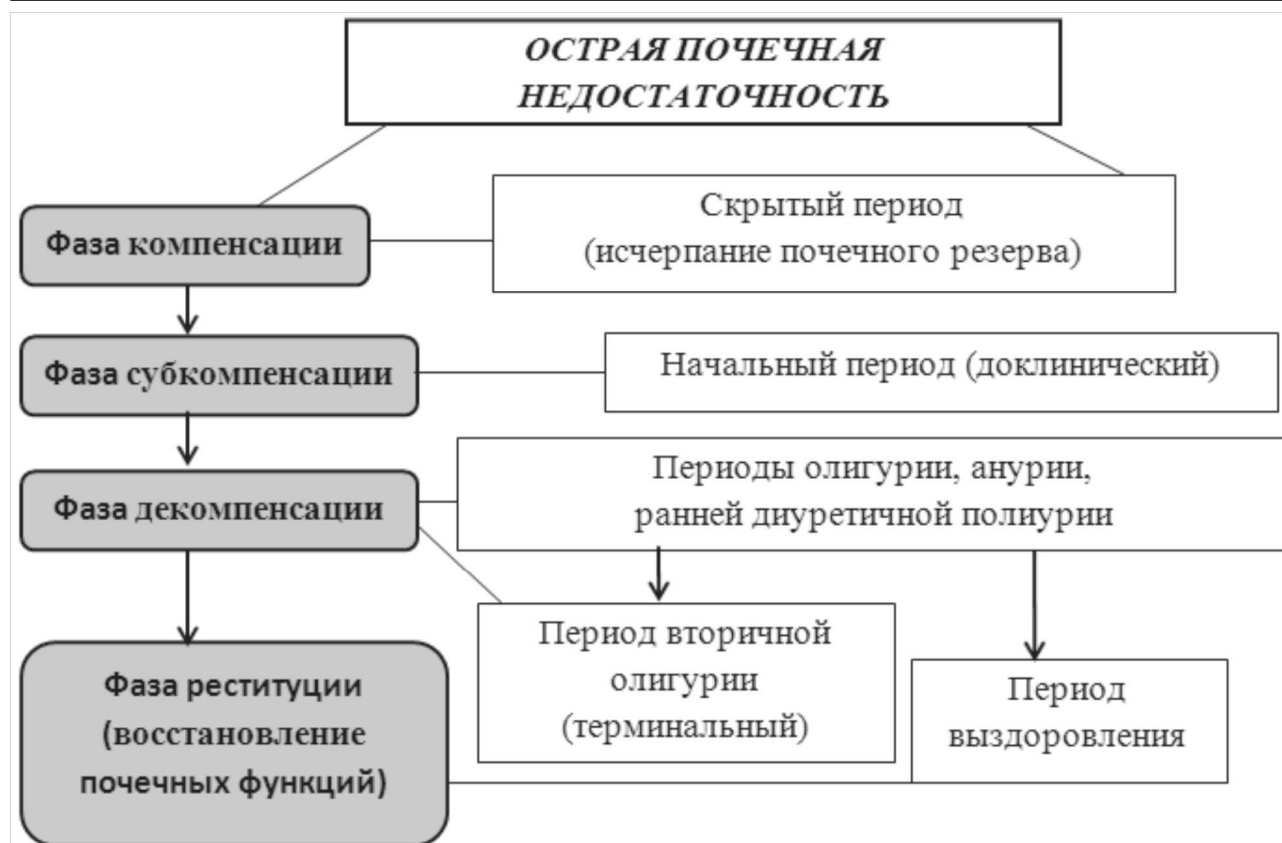 ОСТРАЯ ПОЧЕЧНАЯ
НЕДОСТАТОЧНОСТЬ
Фаза компенсации
Скрытый период
(исчерпание почечного резерва)
Фаза субкомпенсации
Начальный период (доклинический)
Фаза декомпенсации
Периоды олигурии, анурии,
ранней диуретичной полиурии
Фаза реституции
(восстановление
почечных функций)
Период вторичной
олигурии
(терминальный)
Период
выздоровления